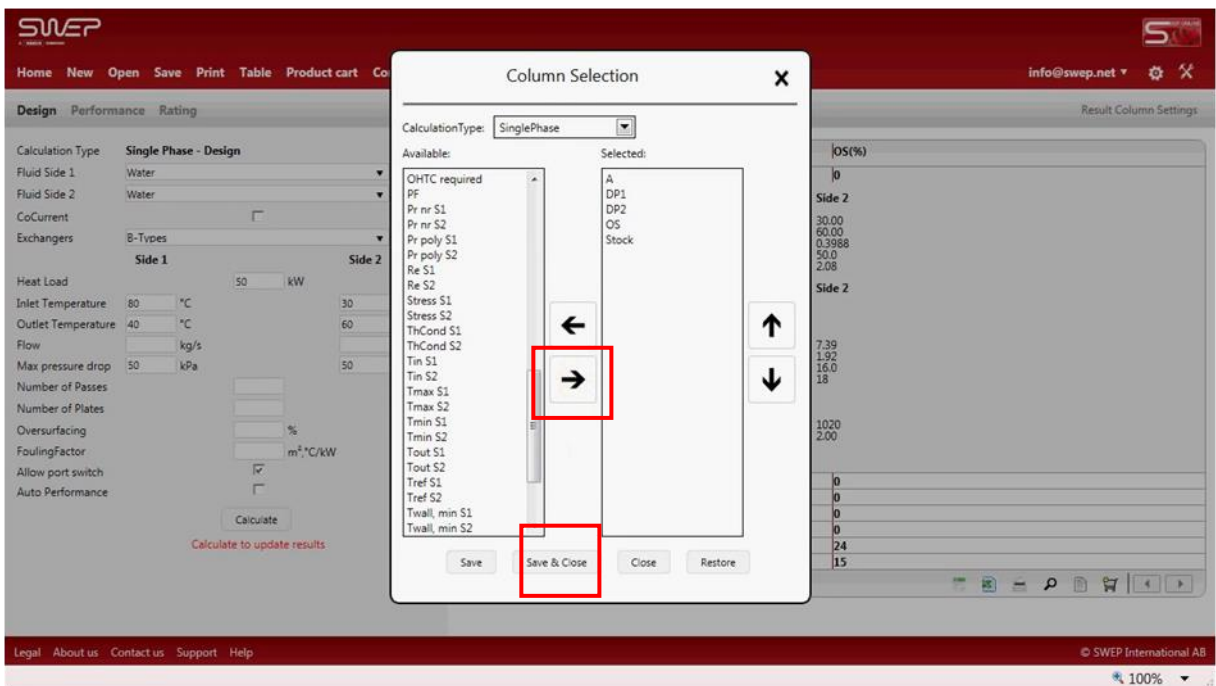 SWEP
Home New Open Save Print Table Product cart Co
info@swep.net
Design Performance Rating
Result Column Settings
Calculation Type Single Phase - Design
Fluid Side 1 Water
Fluid Side 2 Water
CoCurrent
Exchangers B-Types
Side 1 Side 2
Heat Load 50 kW
Inlet Temperature 80 °C 30
Outlet Temperature 40 °C 60
Flow kg/s
Max pressure drop 50 kPa 50
Number of Passes
Number of Plates
Oversurfacing %
FoulingFactor m²,°C/kW
Allow port switch
Auto Performance
Calculate
Calculate to update results
Column Selection X
CalculationType: SinglePhase
Available: Selected:
OHTC required
PF
Pr nr S1
Pr nr S2
Pr poly S1
Pr poly S2
Re S1
Re S2
Stress S1
Stress S2
ThCond S1
ThCond S2
Tin S1
Tin S2
Tmax S1
Tmax S2
Tmin S1
Tmin S2
Tout S1
Tout S2
Tref S1
Tref S2
Twall, min S1
Twall, min S2
A
DP1
DP2
OS
Stock
Save Save & Close Close Restore
OS(%)
0
Side 2
30.00
60.00
0.3988
50.0
2.08
Side 2
7.39
1.92
16.0
18
1020
2.00
0
0
0
0
24
15
Legal About us Contact us Support Help
© SWEP International AB
100%